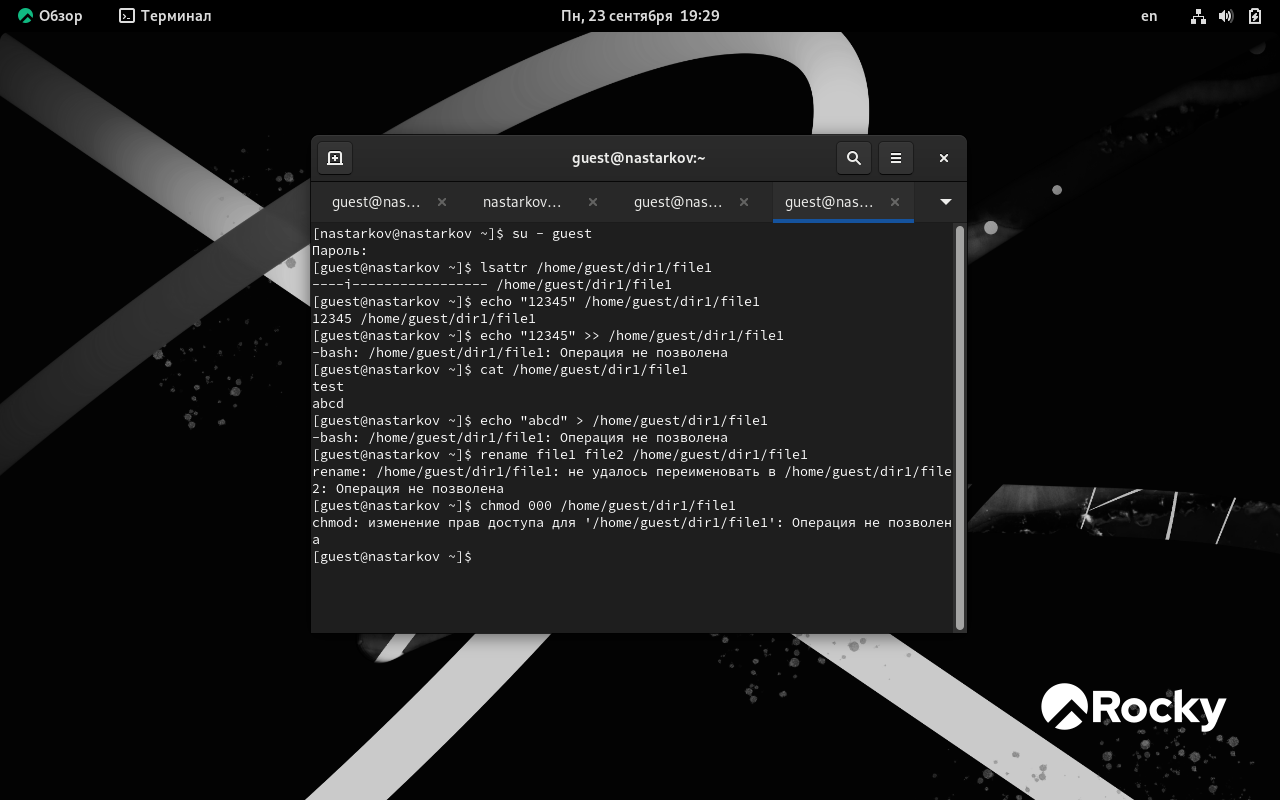 Обзор Терминал Пн, 23 сентября 19:29 en
guest@nastarkov:~
guest@nas... nastarkov... guest@nas... guest@nas...
[nastarkov@nastarkov ~]$ su - guest
Пароль:
[guest@nastarkov ~]$ lsattr /home/guest/dir1/file1
----i----------------- /home/guest/dir1/file1
[guest@nastarkov ~]$ echo "12345" /home/guest/dir1/file1
12345 /home/guest/dir1/file1
[guest@nastarkov ~]$ echo "12345" >> /home/guest/dir1/file1
-bash: /home/guest/dir1/file1: Операция не позволена
[guest@nastarkov ~]$ cat /home/guest/dir1/file1
test
abcd
[guest@nastarkov ~]$ echo "abcd" > /home/guest/dir1/file1
-bash: /home/guest/dir1/file1: Операция не позволена
[guest@nastarkov ~]$ rename file1 file2 /home/guest/dir1/file1
rename: /home/guest/dir1/file1: не удалось переименовать в /home/guest/dir1/file
2: Операция не позволена
[guest@nastarkov ~]$ chmod 000 /home/guest/dir1/file1
chmod: изменение прав доступа для '/home/guest/dir1/file1': Операция не позволен
а
[guest@nastarkov ~]$
Rocky